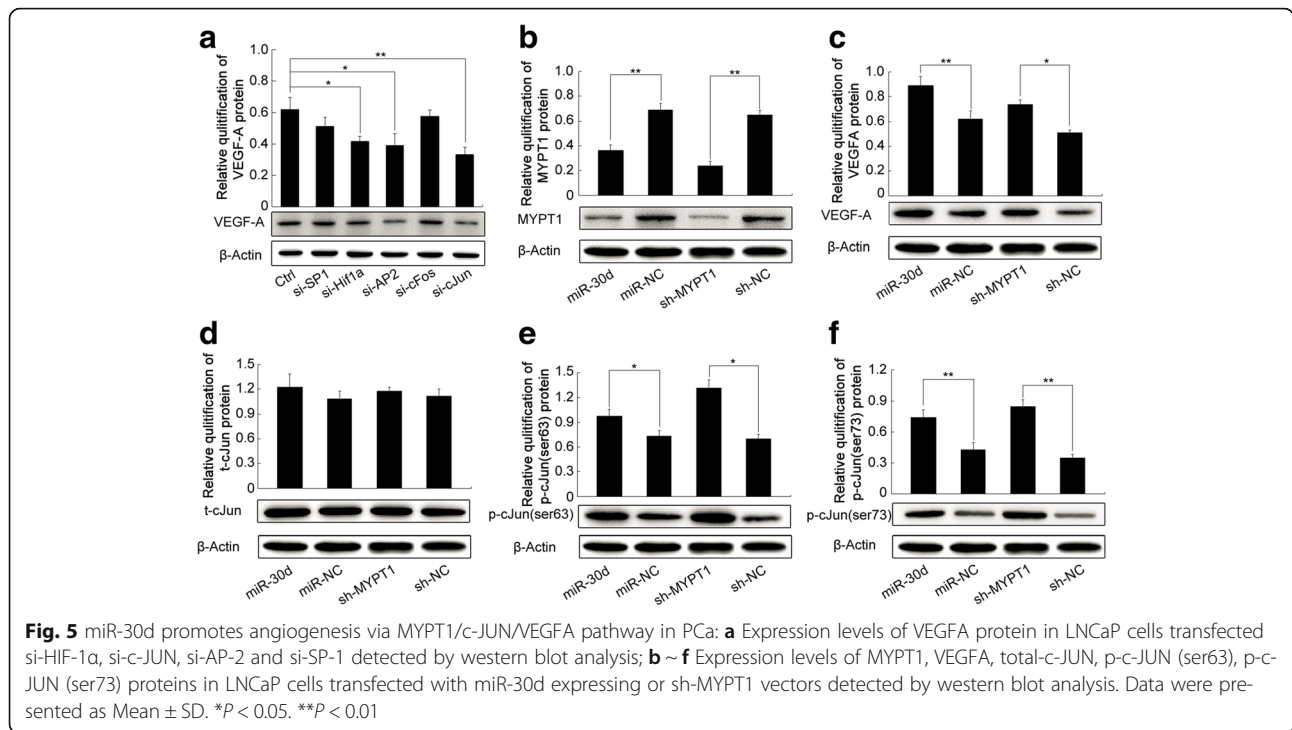 a
Relative qulitification of
VEGF-A protein
1.0
0.8
0.6
0.4
0.2
0
*
*
**
VEGF-A
β-Actin
Ctrl
si-SP1
si-Hif1a
si-AP2
si-cFos
si-cJun
b
Relative qulitification of
MYPT1 protein
1.0
0.8
0.6
0.4
0.2
0
**
**
MYPT1
β-Actin
miR-30d
miR-NC
sh-MYPT1
sh-NC
c
Relative qulitification of
VEGFA protein
1.0
0.8
0.6
0.4
0.2
0
**
*
VEGF-A
β-Actin
miR-30d
miR-NC
sh-MYPT1
sh-NC
d
Relative qulitification of
t-cJun protein
1.5
1.2
0.9
0.6
0.3
0
t-cJun
β-Actin
miR-30d
miR-NC
sh-MYPT1
sh-NC
e
Relative qulitification of
p-cJun(ser63) protein
1.5
1.2
0.9
0.6
0.3
0
*
*
p-cJun(ser63)
β-Actin
miR-30d
miR-NC
sh-MYPT1
sh-NC
f
Relative qulitification of
p-cJun(ser73) protein
1.2
0.9
0.6
0.3
0
**
**
p-cJun(ser73)
β-Actin
miR-30d
miR-NC
sh-MYPT1
sh-NC
Fig. 5 miR-30d promotes angiogenesis via MYPT1/c-JUN/VEGFA pathway in PCa: a Expression levels of VEGFA protein in LNCaP cells transfected
si-HIF-1α, si-c-JUN, si-AP-2 and si-SP-1 detected by western blot analysis; b ~ f Expression levels of MYPT1, VEGFA, total-c-JUN, p-c-JUN (ser63), p-c-
JUN (ser73) proteins in LNCaP cells transfected with miR-30d expressing or sh-MYPT1 vectors detected by western blot analysis. Data were pre-
sented as Mean ± SD. *P < 0.05. **P < 0.01